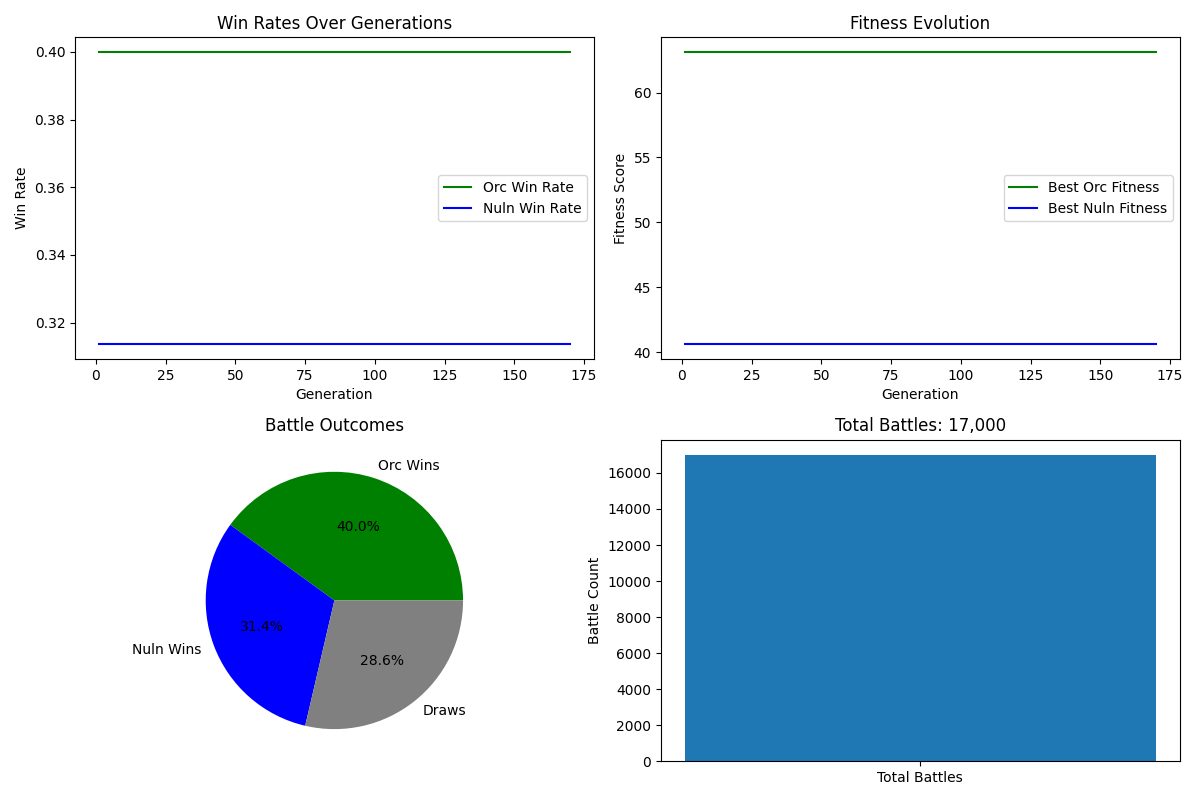 Win Rates Over Generations
0.40
0.38
0.36
0.34
0.32
Win Rate
Orc Win Rate
Nuln Win Rate
0 25 50 75 100 125 150 175
Generation
Fitness Evolution
60
55
50
45
40
Fitness Score
Best Orc Fitness
Best Nuln Fitness
0 25 50 75 100 125 150 175
Generation
Battle Outcomes
Orc Wins
40.0%
31.4%
Nuln Wins
28.6%
Draws
Total Battles: 17,000
16000
14000
12000
10000
8000
6000
4000
2000
0
Battle Count
Total Battles